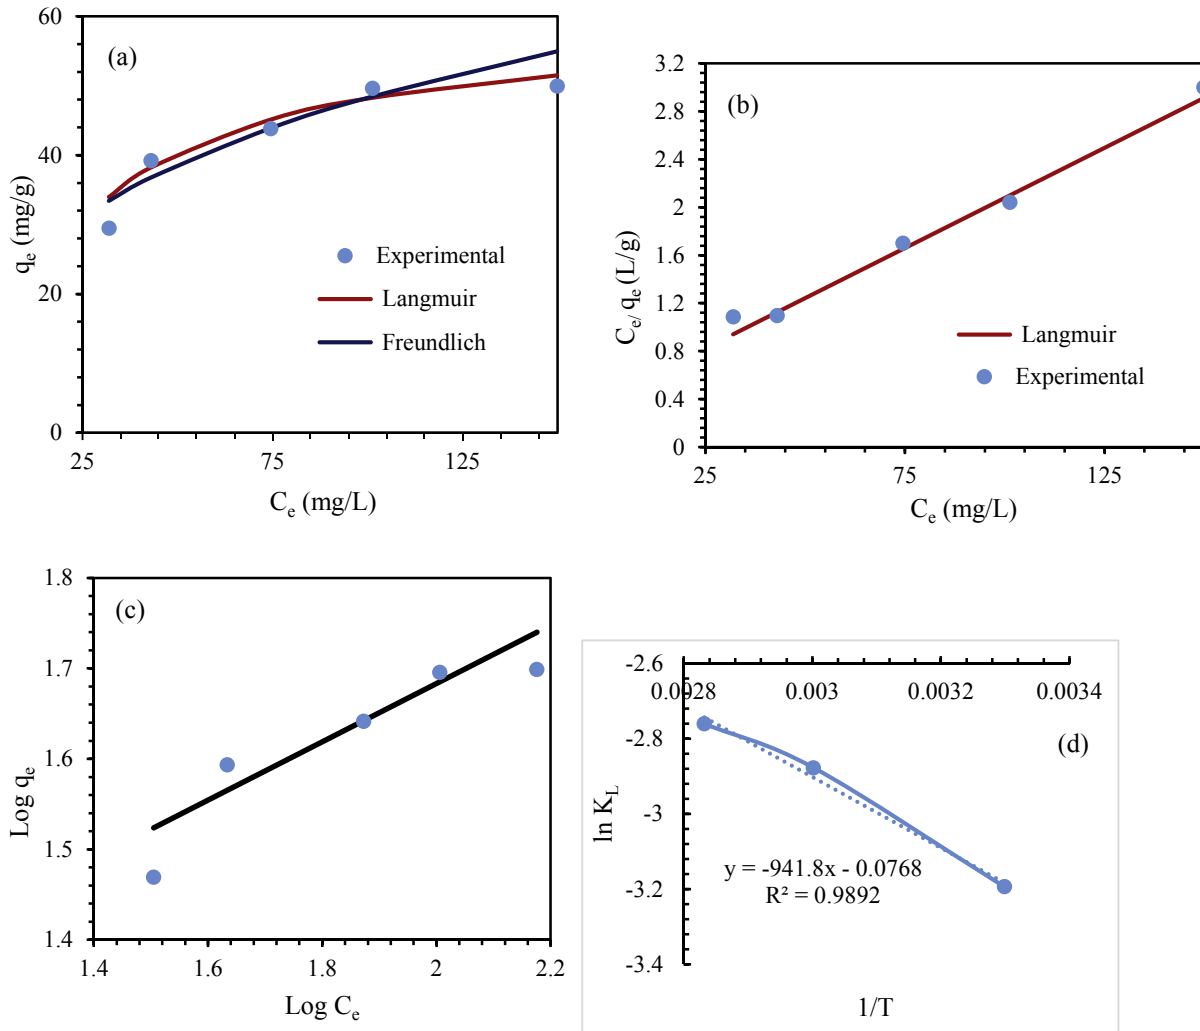 (a)
60
40
20
0
25
75
125
qe (mg/g)
Ce (mg/L)
Experimental
Langmuir
Freundlich
(b)
3.2
2.8
2.4
2
1.6
1.2
0.8
0.4
0
25
75
125
Ce/ qe (L/g)
Ce (mg/L)
Langmuir
Experimental
(c)
1.8
1.7
1.6
1.5
1.4
1.4
1.6
1.8
2
2.2
Log qe
Log Ce
(d)
-2.6
-2.8
-3
-3.2
-3.4
0.0028
0.003
0.0032
0.0034
ln KL
y = -941.8x - 0.0768
R² = 0.9892
1/T